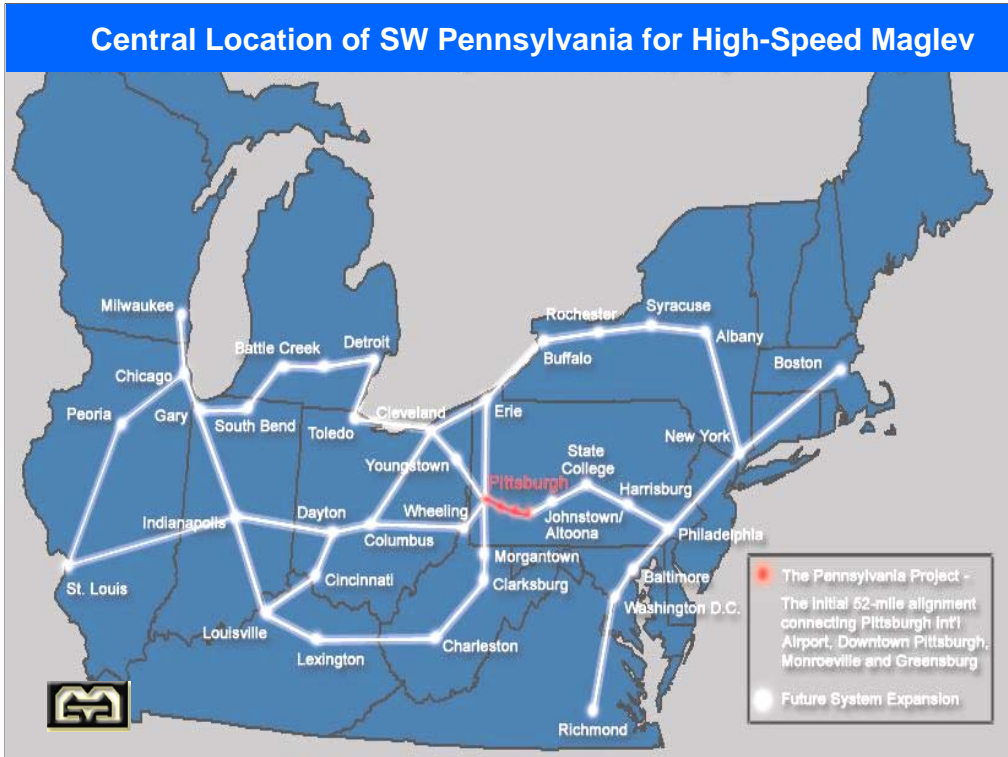 Central Location of SW Pennsylvania for High-Speed Maglev
Milwaukee
Rochester
Syracuse
Detroit
Battle Creek
Buffalo
Albany
Chicago
Boston
Peoria
Gary
South Bend
Toledo
Cleveland
Erie
New York
Youngstown
State
College
Pittsburgh
Harrisburg
Indianapolis
Dayton
Columbus
Wheeling
Johnstown/
Altoona
Philadelphia
Morgantown
St. Louis
Cincinnati
Clarksburg
Baltimore
Washington D.C.
Louisville
Lexington
Charleston
Richmond
The Pennsylvania Project -
The initial 52-mile alignment
connecting Pittsburgh Int'l
Airport, Downtown Pittsburgh,
Monroeville and Greensburg
Future System Expansion